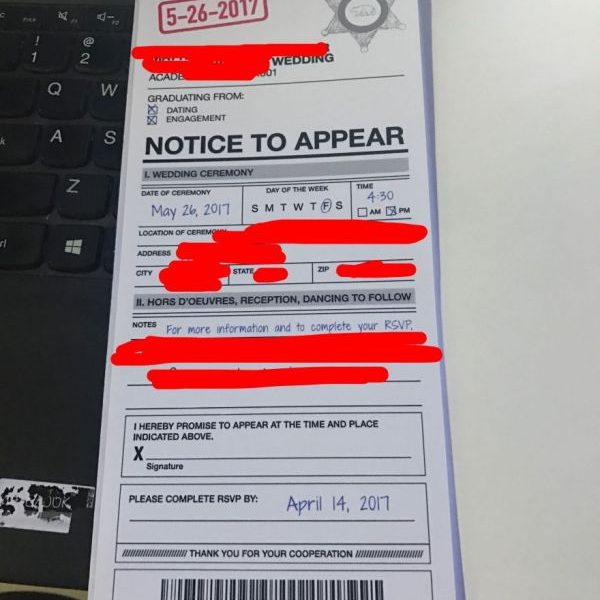 5-26-2017
WEDDING
ACADE
GRADUATING FROM:
DATING
ENGAGEMENT
NOTICE TO APPEAR
I. WEDDING CEREMONY
DATE OF CEREMONY DAY OF THE WEEK TIME
May 26, 2017 S M T W T F S 4:30
AM PM
LOCATION OF CEREMONY
ADDRESS
CITY STATE ZIP
II. HORS D'OEUVRES, RECEPTION, DANCING TO FOLLOW
NOTES For more information and to complete your RSVP,
I HEREBY PROMISE TO APPEAR AT THE TIME AND PLACE
INDICATED ABOVE.
X
Signature
PLEASE COMPLETE RSVP BY: April 14, 2017
THANK YOU FOR YOUR COOPERATION
! @
1 2
Q W
A S
Z